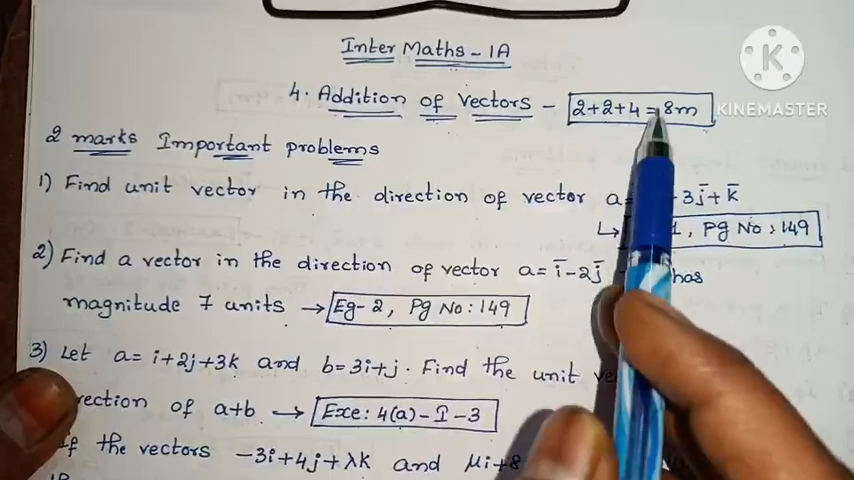 Inter Maths - 1A
4. Addition of Vectors - 2+2+4=8m
K
KINEMASTER
2 marks Important problems
1) Find unit vector in the direction of vector a= 3j̄+k̄
1, Pg No: 149
2) Find a vector in the direction of vector a= ī-2j̄ has
magnitude 7 units → Eg-2, Pg No: 149
3) Let a= i+2j+3k and b=3i+j. Find the unit
of a+b → Exe: 4(a)-I-3
the vectors -3i+4j+λk and μi+8